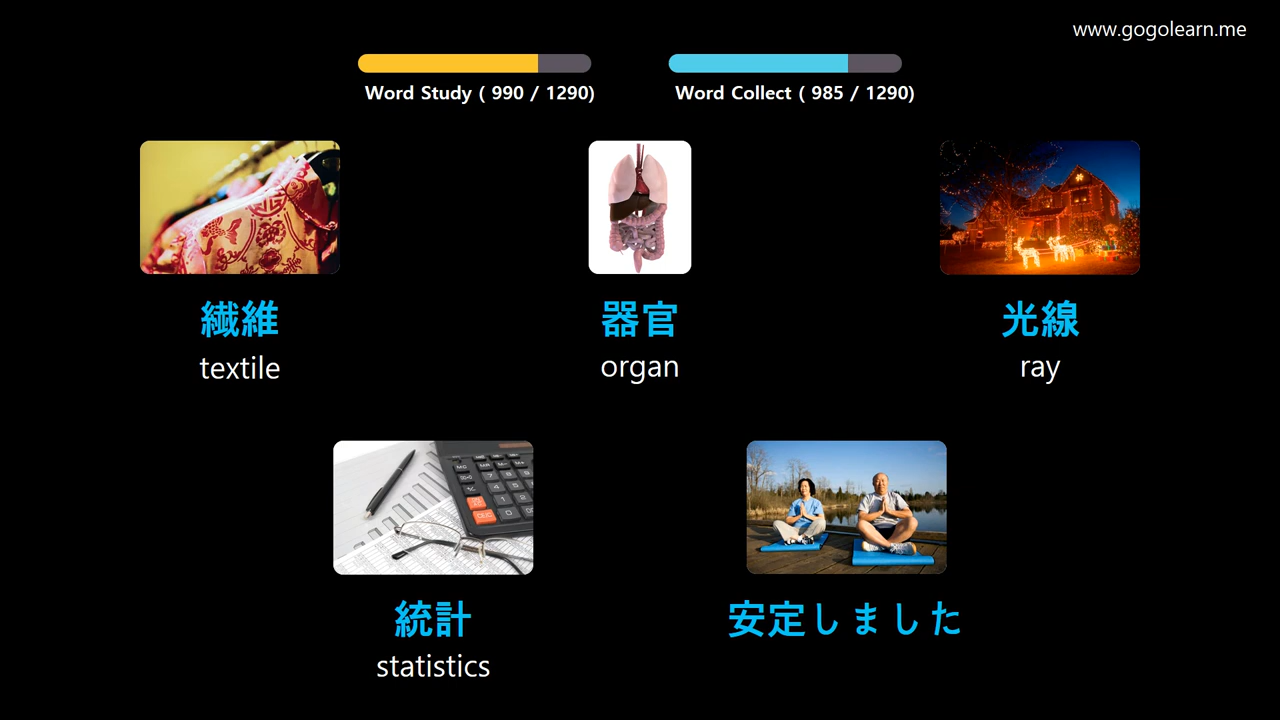 www.gogolearn.me
Word Study ( 990 / 1290)
Word Collect ( 985 / 1290)
繊維
textile
器官
organ
光線
ray
統計
statistics
安定しました